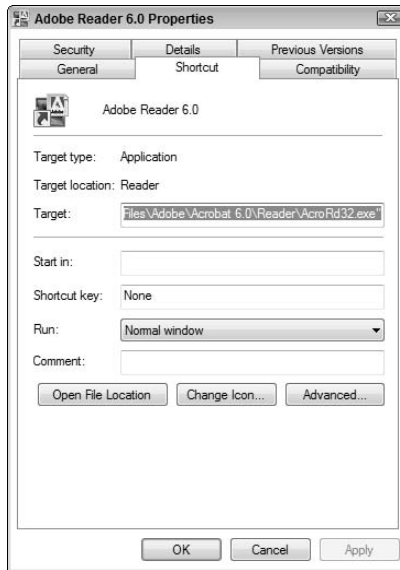 Adobe Reader 6.0 Properties
Security Details Previous Versions
General Shortcut Compatibility
Adobe Reader 6.0
Target type: Application
Target location: Reader
Target: Files\Adobe\Acrobat 6.0\Reader\AcroRd32.exe"
Start in:
Shortcut key: None
Run: Normal window
Comment:
Open File Location Change Icon... Advanced...
OK Cancel Apply